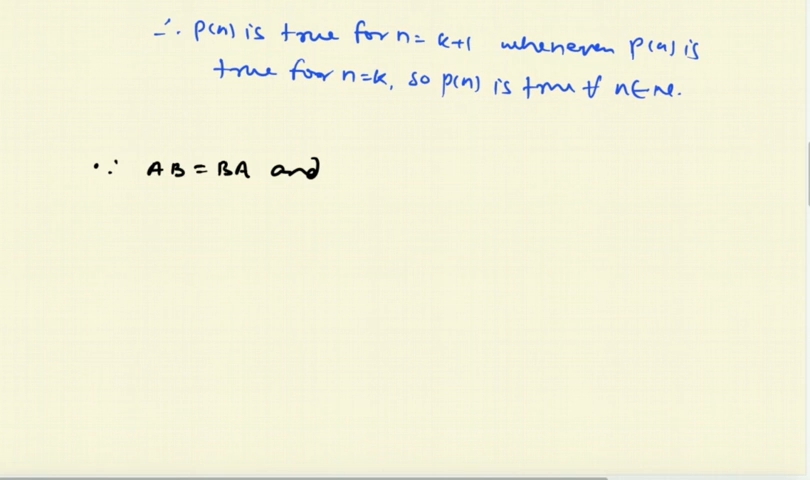 ∴ P(n) is true for n = k+1 whenever P(n) is
true for n=k, so p(n) is true ∀ n∈N.
∵ AB = BA and